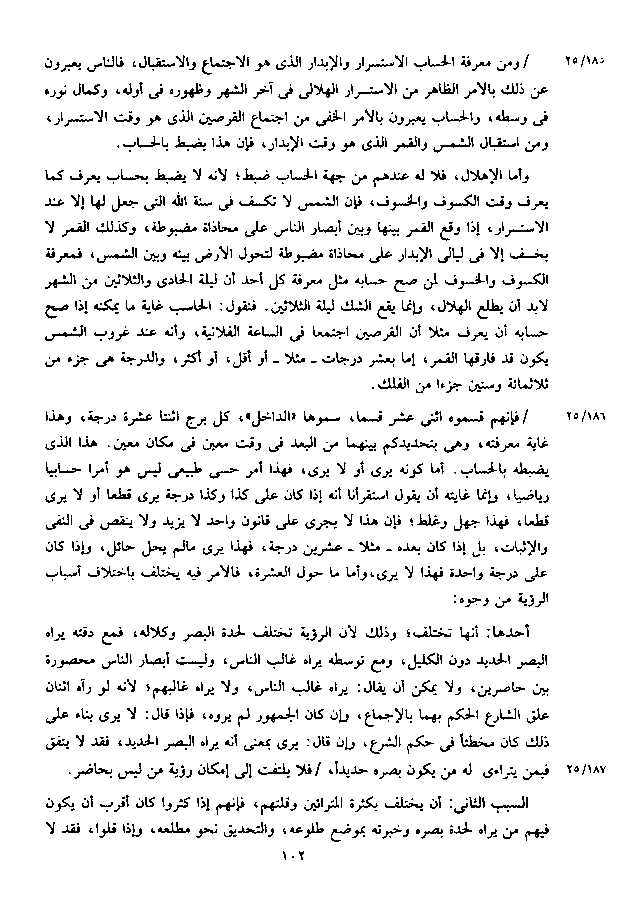 ٢٥/١٨٥ / ومن معرفة الحساب الاستسرار والإبدار الذى هو الاجتماع والاستقبال، فالناس يعبرون
عن ذلك بالأمر الظاهر من الاستسرار الهلالى فى آخر الشهر وظهوره فى أوله، وكمال نوره
فى وسطه، والحساب يعبرون بالأمر الخفى من اجتماع القرصين الذى هو وقت الاستسرار،
ومن استقبال الشمس والقمر الذى هو وقت الإبدار، فإن هذا يضبط بالحساب.
وأما الإهلال، فلا له عندهم من جهة الحساب ضبط؛ لأنه لا يضبط بحساب يعرف كما
يعرف وقت الكسوف والخسوف، فإن الشمس لا تكسف فى سنة الله التى جعل لها إلا عند
الاستسرار، إذا وقع القمر بينها وبين أبصار الناس على محاذاة مضبوطة، وكذلك القمر لا
يخسف إلا فى ليالى الإبدار على محاذاة مضبوطة لتحول الأرض بينه وبين الشمس، فمعرفة
الكسوف والخسوف لمن صح حسابه مثل معرفة كل أحد أن ليلة الحادى والثلاثين من الشهر
لابد أن يطلع الهلال، وإنما يقع الشك ليلة الثلاثين. فنقول: الحاسب غاية ما يمكنه إذا صح
حسابه أن يعرف مثلا أن القرصين اجتمعا فى الساعة الفلانية، وأنه عند غروب الشمس
يكون قد فارقها القمر، إما بعشر درجات ـ مثلا ـ أو أقل، أو أكثر، والدرجة هى جزء من
ثلاثمائة وستين جزءا من الفلك.
٢٥/١٨٦ / فإنهم قسموه اثنى عشر قسما، سموها «الداخل»، كل برج اثنتا عشرة درجة، وهذا
غاية معرفته، وهى بتحديدكم بينهما من البعد فى وقت معين فى مكان معين. هذا الذى
يضبطه بالحساب. أما كونه يرى أو لا يرى، فهذا أمر حسى طبيعى ليس هو أمرا حسابيا
رياضيا، وإنما غايته أن يقول استقرأنا أنه إذا كان على كذا وكذا درجة يرى قطعا أو لا يرى
قطعا، فهذا جهل وغلط؛ فإن هذا لا يجرى على قانون واحد لا يزيد ولا ينقص فى النفى
والإثبات، بل إذا كان بعده ـ مثلا ـ عشرين درجة، فهذا يرى مالم يحل حائل، وإذا كان
على درجة واحدة فهذا لا يرى، وأما ما حول العشرة، فالأمر فيه يختلف باختلاف أسباب
الرؤية من وجوه:
أحدها: أنها تختلف؛ وذلك لأن الرؤية تختلف لحدة البصر وكلاله، فمع دقته يراه
البصر الحديد دون الكليل، ومع توسطه يراه غالب الناس، وليست أبصار الناس محصورة
بين حاصرين، ولا يمكن أن يقال: يراه غالب الناس، ولا يراه غالبهم؛ لأنه لو رآه اثنان
علق الشارع الحكم بهما بالإجماع، وإن كان الجمهور لم يروه، فإذا قال: لا يرى بناء على
ذلك كان مخطئاً فى حكم الشرع، وإن قال: يرى بمعنى أنه يراه البصر الحديد، فقد لا يتفق
٢٥/١٨٧ فيمن يتراءى له من يكون بصره حديداً، / فلا يلتفت إلى إمكان رؤية من ليس بحاضر.
السبب الثانى: أن يختلف بكثرة المترائين وقلتهم، فإنهم إذا كثروا كان أقرب أن يكون
فيهم من يراه لحدة بصره وخبرته بموضع طلوعه، والتحديق نحو مطلعه، وإذا قلوا، فقد لا
١٠٢